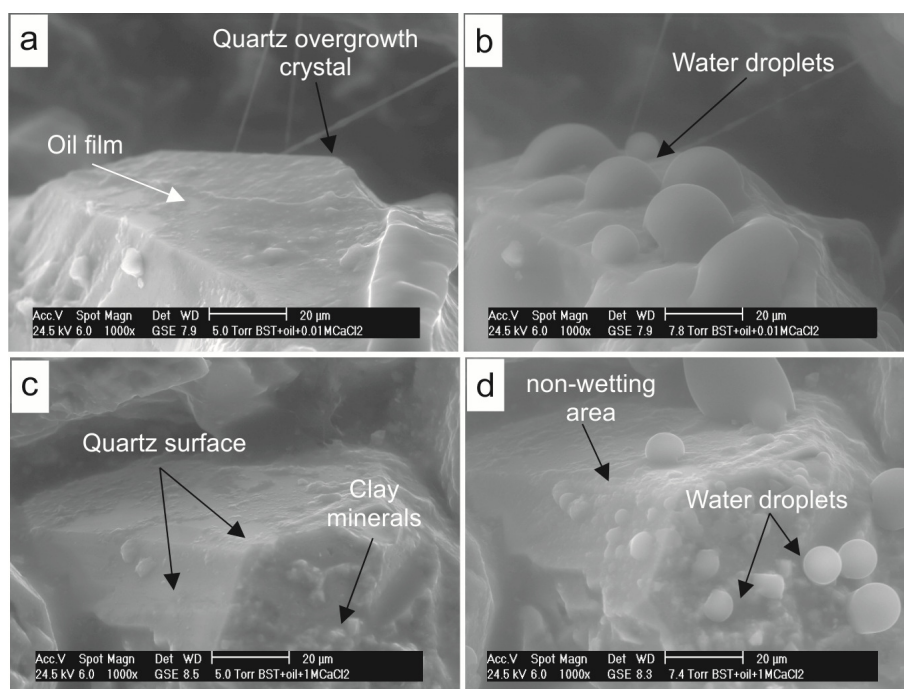 a
Quartz overgrowth
crystal
Oil film
Acc.V Spot Magn Det WD 20 µm
24.5 kV 6.0 1000x GSE 7.9 5.0 Torr BST+oil+0.01MCaCl2
b
Water droplets
Acc.V Spot Magn Det WD 20 µm
24.5 kV 6.0 1000x GSE 7.9 7.8 Torr BST+oil+0.01MCaCl2
c
Quartz surface
Clay
minerals
Acc.V Spot Magn Det WD 20 µm
24.5 kV 6.0 1000x GSE 8.5 5.0 Torr BST+oil+1MCaCl2
d
non-wetting
area
Water droplets
Acc.V Spot Magn Det WD 20 µm
24.5 kV 6.0 1000x GSE 8.3 7.4 Torr BST+oil+1MCaCl2